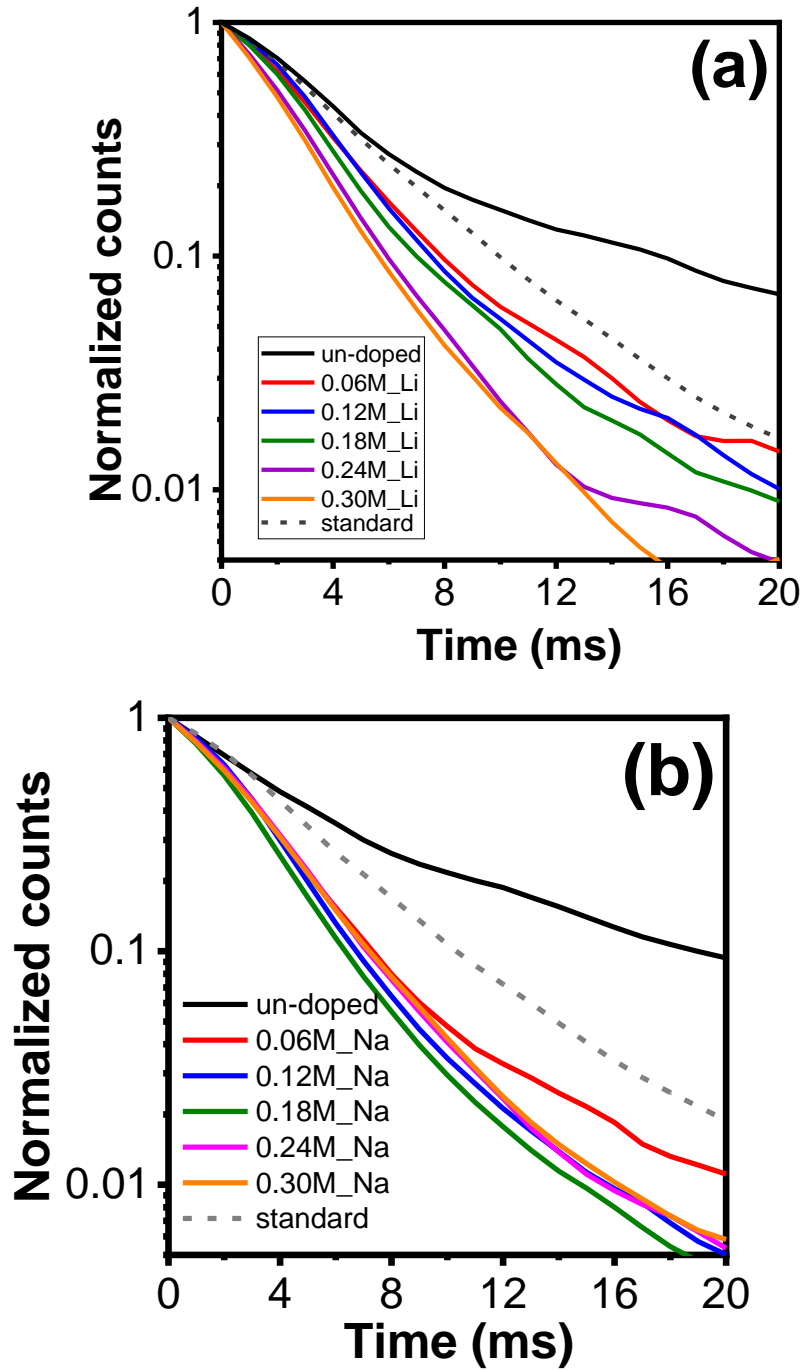 (a)
Normalized counts
1
0.1
0.01
un-doped
0.06M_Li
0.12M_Li
0.18M_Li
0.24M_Li
0.30M_Li
standard
0 4 8 12 16 20
Time (ms)
(b)
Normalized counts
1
0.1
0.01
un-doped
0.06M_Na
0.12M_Na
0.18M_Na
0.24M_Na
0.30M_Na
standard
0 4 8 12 16 20
Time (ms)